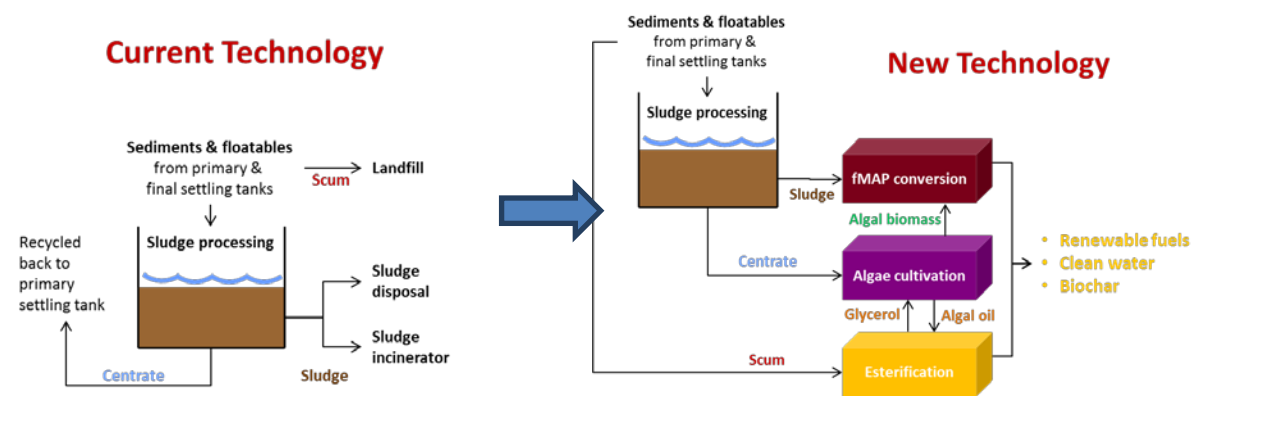 Current Technology
Sediments & floatables
from primary &
final settling tanks
Scum
Landfill
Sludge processing
Recycled
back to
primary
settling tank
Centrate
Sludge
disposal
Sludge
incinerator
Sludge
New Technology
Sediments & floatables
from primary &
final settling tanks
Sludge processing
Sludge
fMAP conversion
Algal biomass
Centrate
Algae cultivation
Glycerol
Algal oil
Scum
Esterification
• Renewable fuels
• Clean water
• Biochar